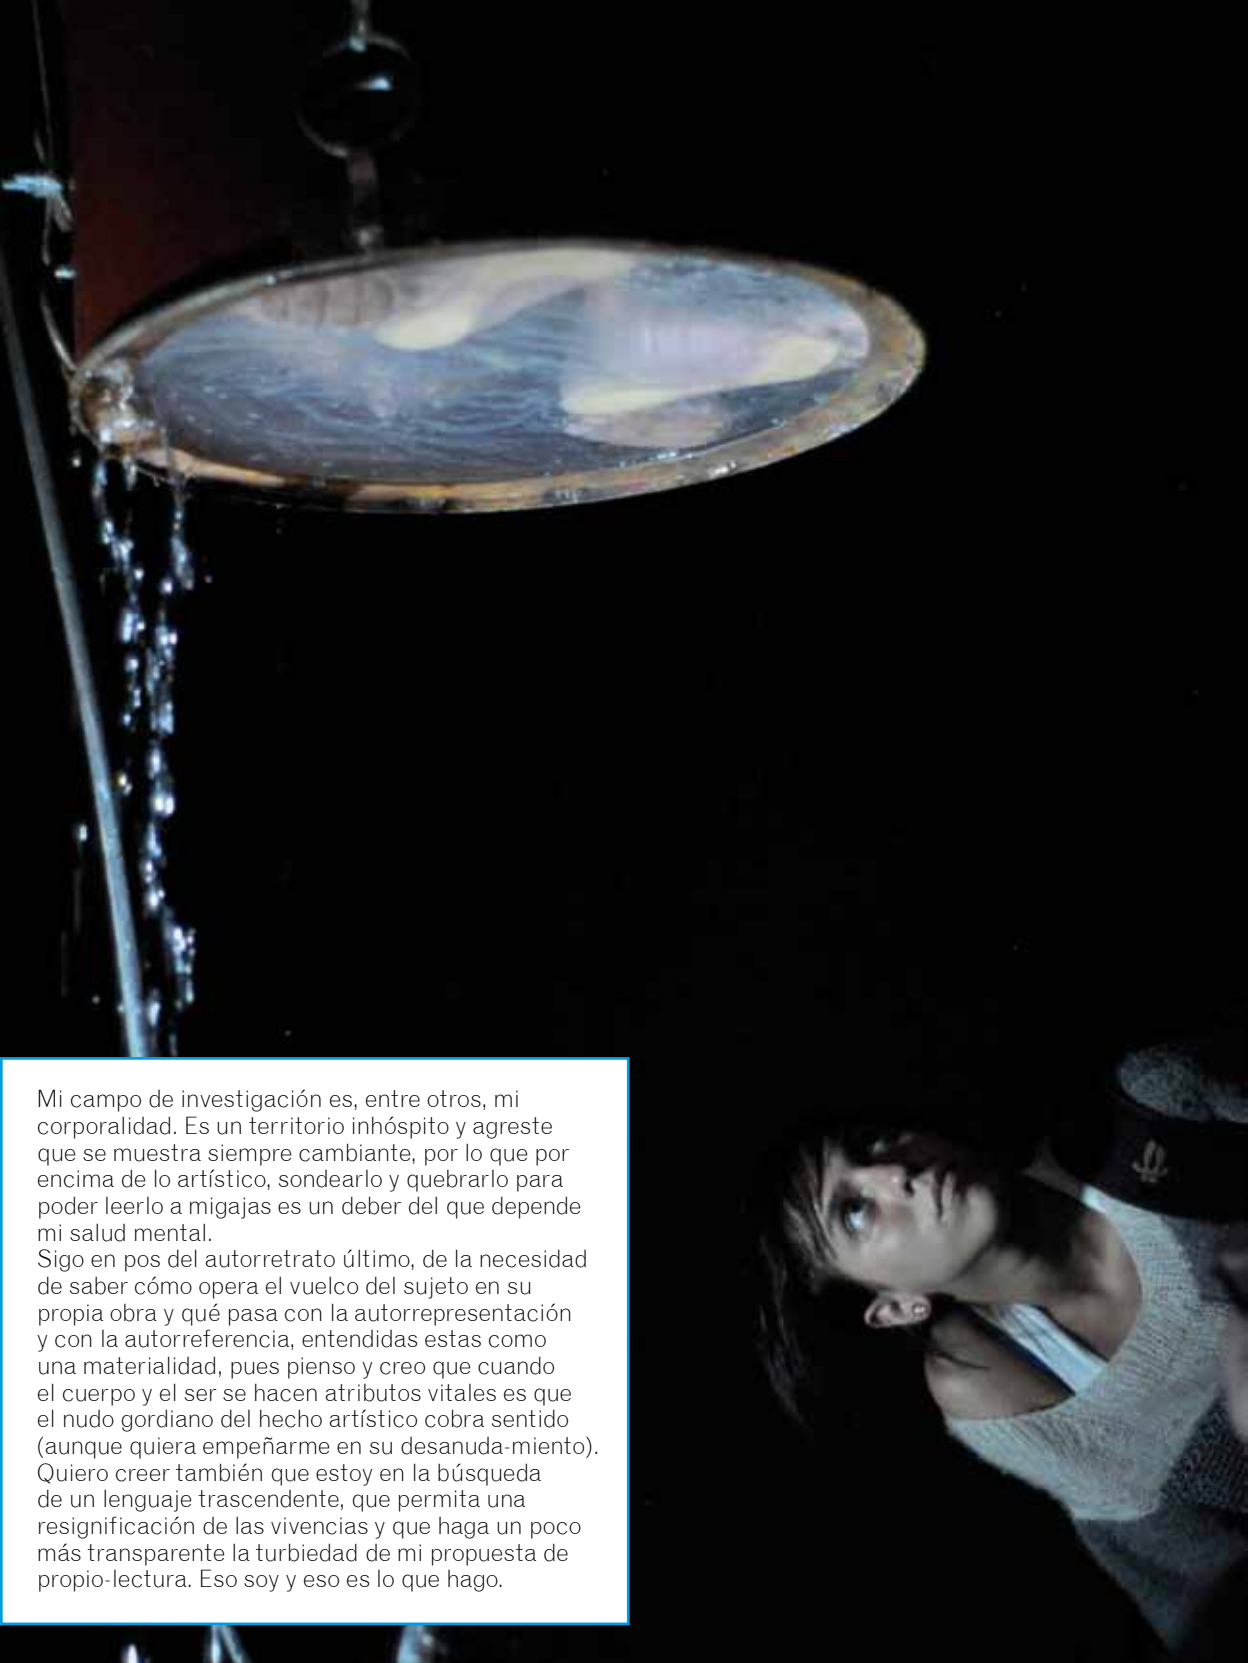 Mi campo de investigación es, entre otros, mi
corporalidad. Es un territorio inhóspito y agreste
que se muestra siempre cambiante, por lo que por
encima de lo artístico, sondearlo y quebrarlo para
poder leerlo a migajas es un deber del que depende
mi salud mental.
Sigo en pos del autorretrato último, de la necesidad
de saber cómo opera el vuelco del sujeto en su
propia obra y qué pasa con la autorrepresentación
y con la autorreferencia, entendidas estas como
una materialidad, pues pienso y creo que cuando
el cuerpo y el ser se hacen atributos vitales es que
el nudo gordiano del hecho artístico cobra sentido
(aunque quiera empeñarme en su desanuda-miento).
Quiero creer también que estoy en la búsqueda
de un lenguaje trascendente, que permita una
resignificación de las vivencias y que haga un poco
más transparente la turbiedad de mi propuesta de
propio-lectura. Eso soy y eso es lo que hago.